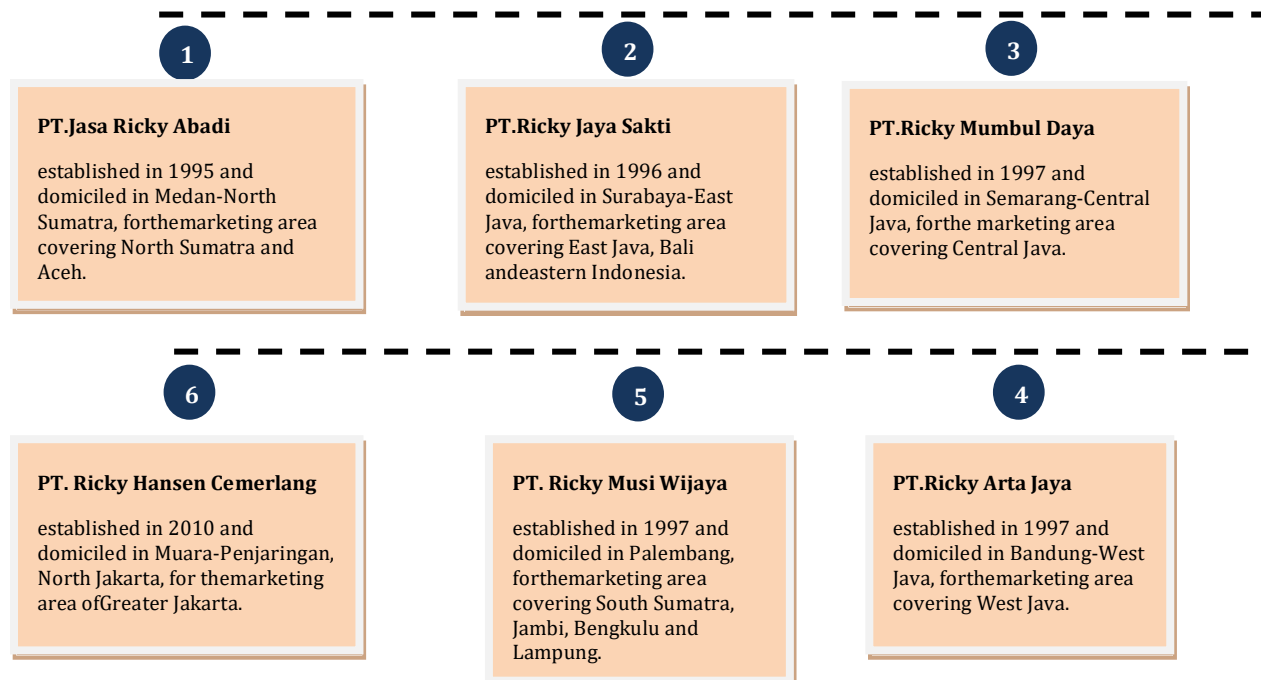 1
PT.Jasa Ricky Abadi
established in 1995 and
domiciled in Medan-North
Sumatra, forthemarketing area
covering North Sumatra and
Aceh.
2
PT.Ricky Jaya Sakti
established in 1996 and
domiciled in Surabaya-East
Java, forthemarketing area
covering East Java, Bali
andeastern Indonesia.
3
PT.Ricky Mumbul Daya
established in 1997 and
domiciled in Semarang-Central
Java, forthe marketing area
covering Central Java.
6
PT. Ricky Hansen Cemerlang
established in 2010 and
domiciled in Muara-Penjaringan,
North Jakarta, for themarketing
area ofGreater Jakarta.
5
PT. Ricky Musi Wijaya
established in 1997 and
domiciled in Palembang,
forthemarketing area
covering South Sumatra,
Jambi, Bengkulu and
Lampung.
4
PT.Ricky Arta Jaya
established in 1997 and
domiciled in Bandung-West
Java, forthemarketing area
covering West Java.